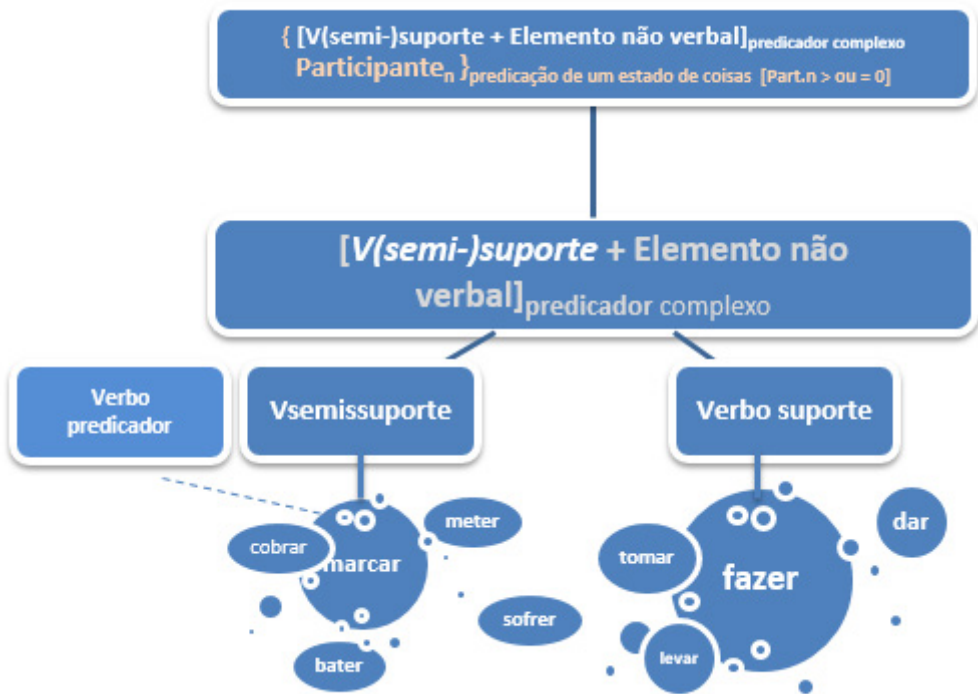 { [V(semi-)suporte + Elemento não verbal]predicador complexo
Participanten }predicação de um estado de coisas [Part.n > ou = 0]
[V(semi-)suporte + Elemento não
verbal]predicador complexo
Verbo
predicador
Vsemissuporte
Verbo suporte
cobrar
marcar
meter
sofrer
bater
tomar
fazer
dar
levar